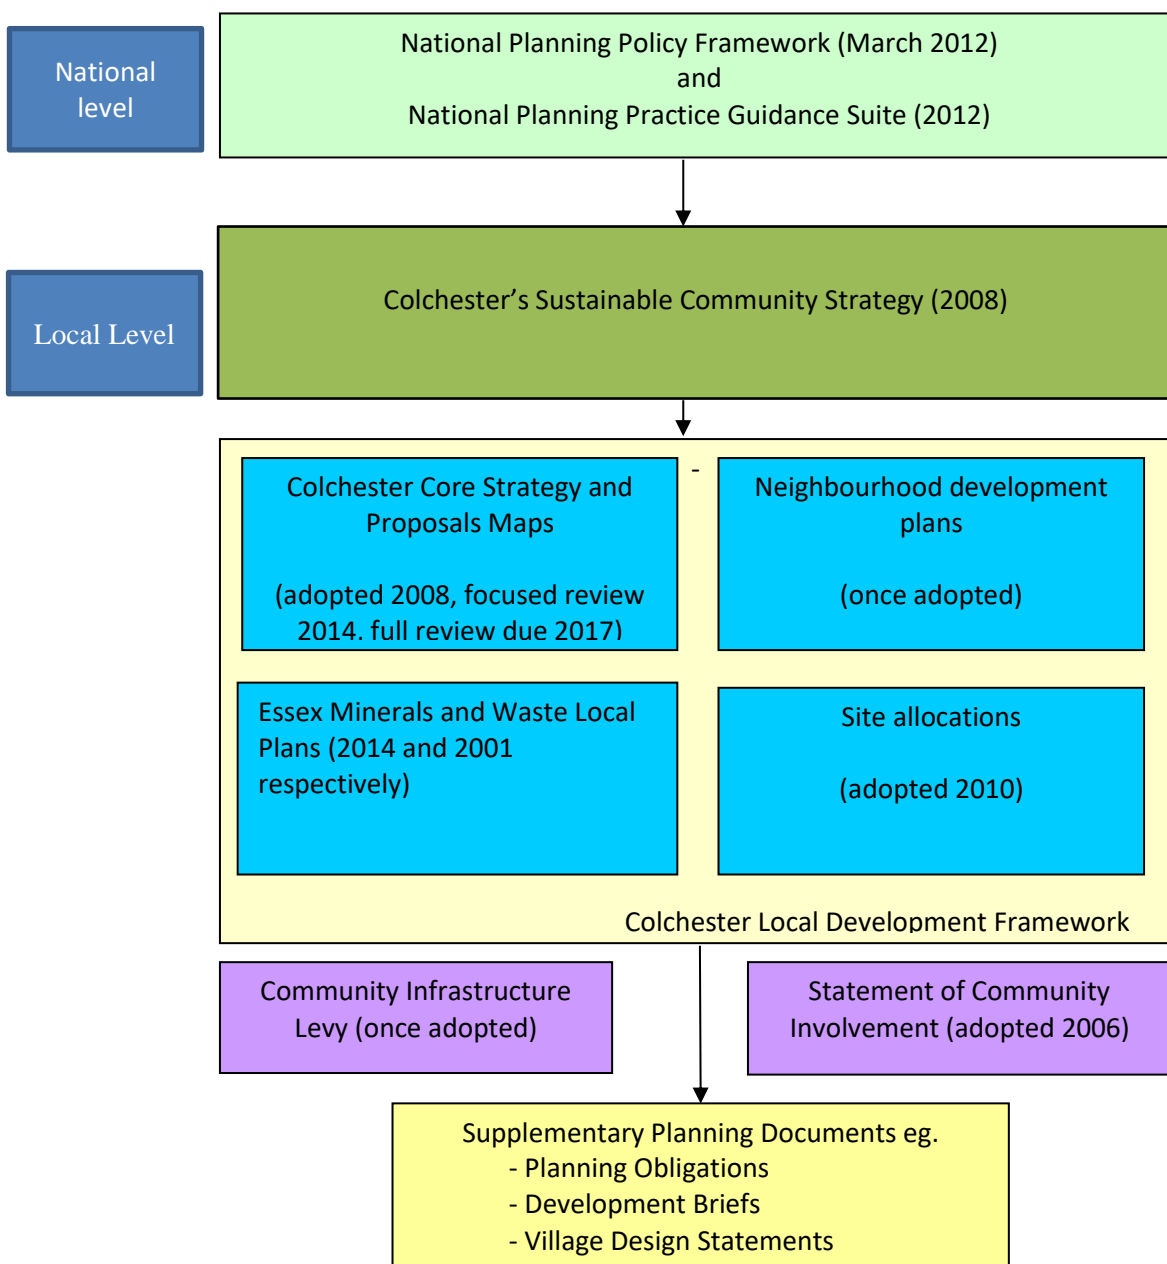 National
level
National Planning Policy Framework (March 2012)
and
National Planning Practice Guidance Suite (2012)
Local Level
Colchester’s Sustainable Community Strategy (2008)
-
Colchester Core Strategy and
Proposals Maps
(adopted 2008, focused review
2014. full review due 2017)
Neighbourhood development
plans
(once adopted)
Essex Minerals and Waste Local
Plans (2014 and 2001
respectively)
Site allocations
(adopted 2010)
Colchester Local Development Framework
Community Infrastructure
Levy (once adopted)
Statement of Community
Involvement (adopted 2006)
Supplementary Planning Documents eg.
- Planning Obligations
- Development Briefs
- Village Design Statements